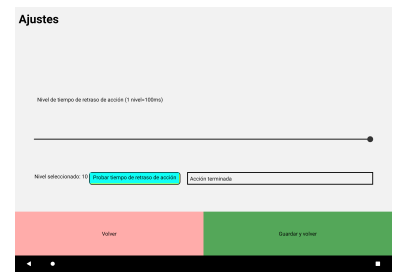 Ajustes
Nivel de tiempo de retraso de acción (1 nivel=100ms)
Nivel seleccionado: 10 Probar tiempo de retraso de acción Acción terminada
Volver Guardar y volver